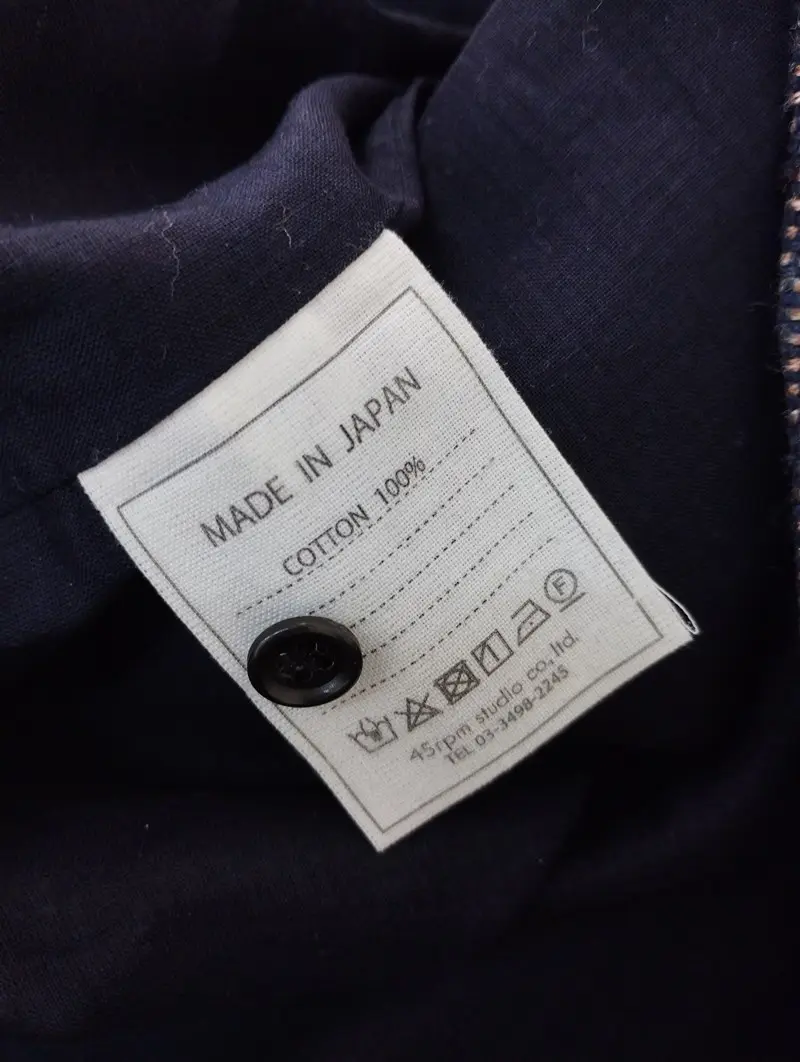 MADE IN JAPAN
COTTON 100%
F
45rpm studio co.,ltd.
TEL 03-3498-2245